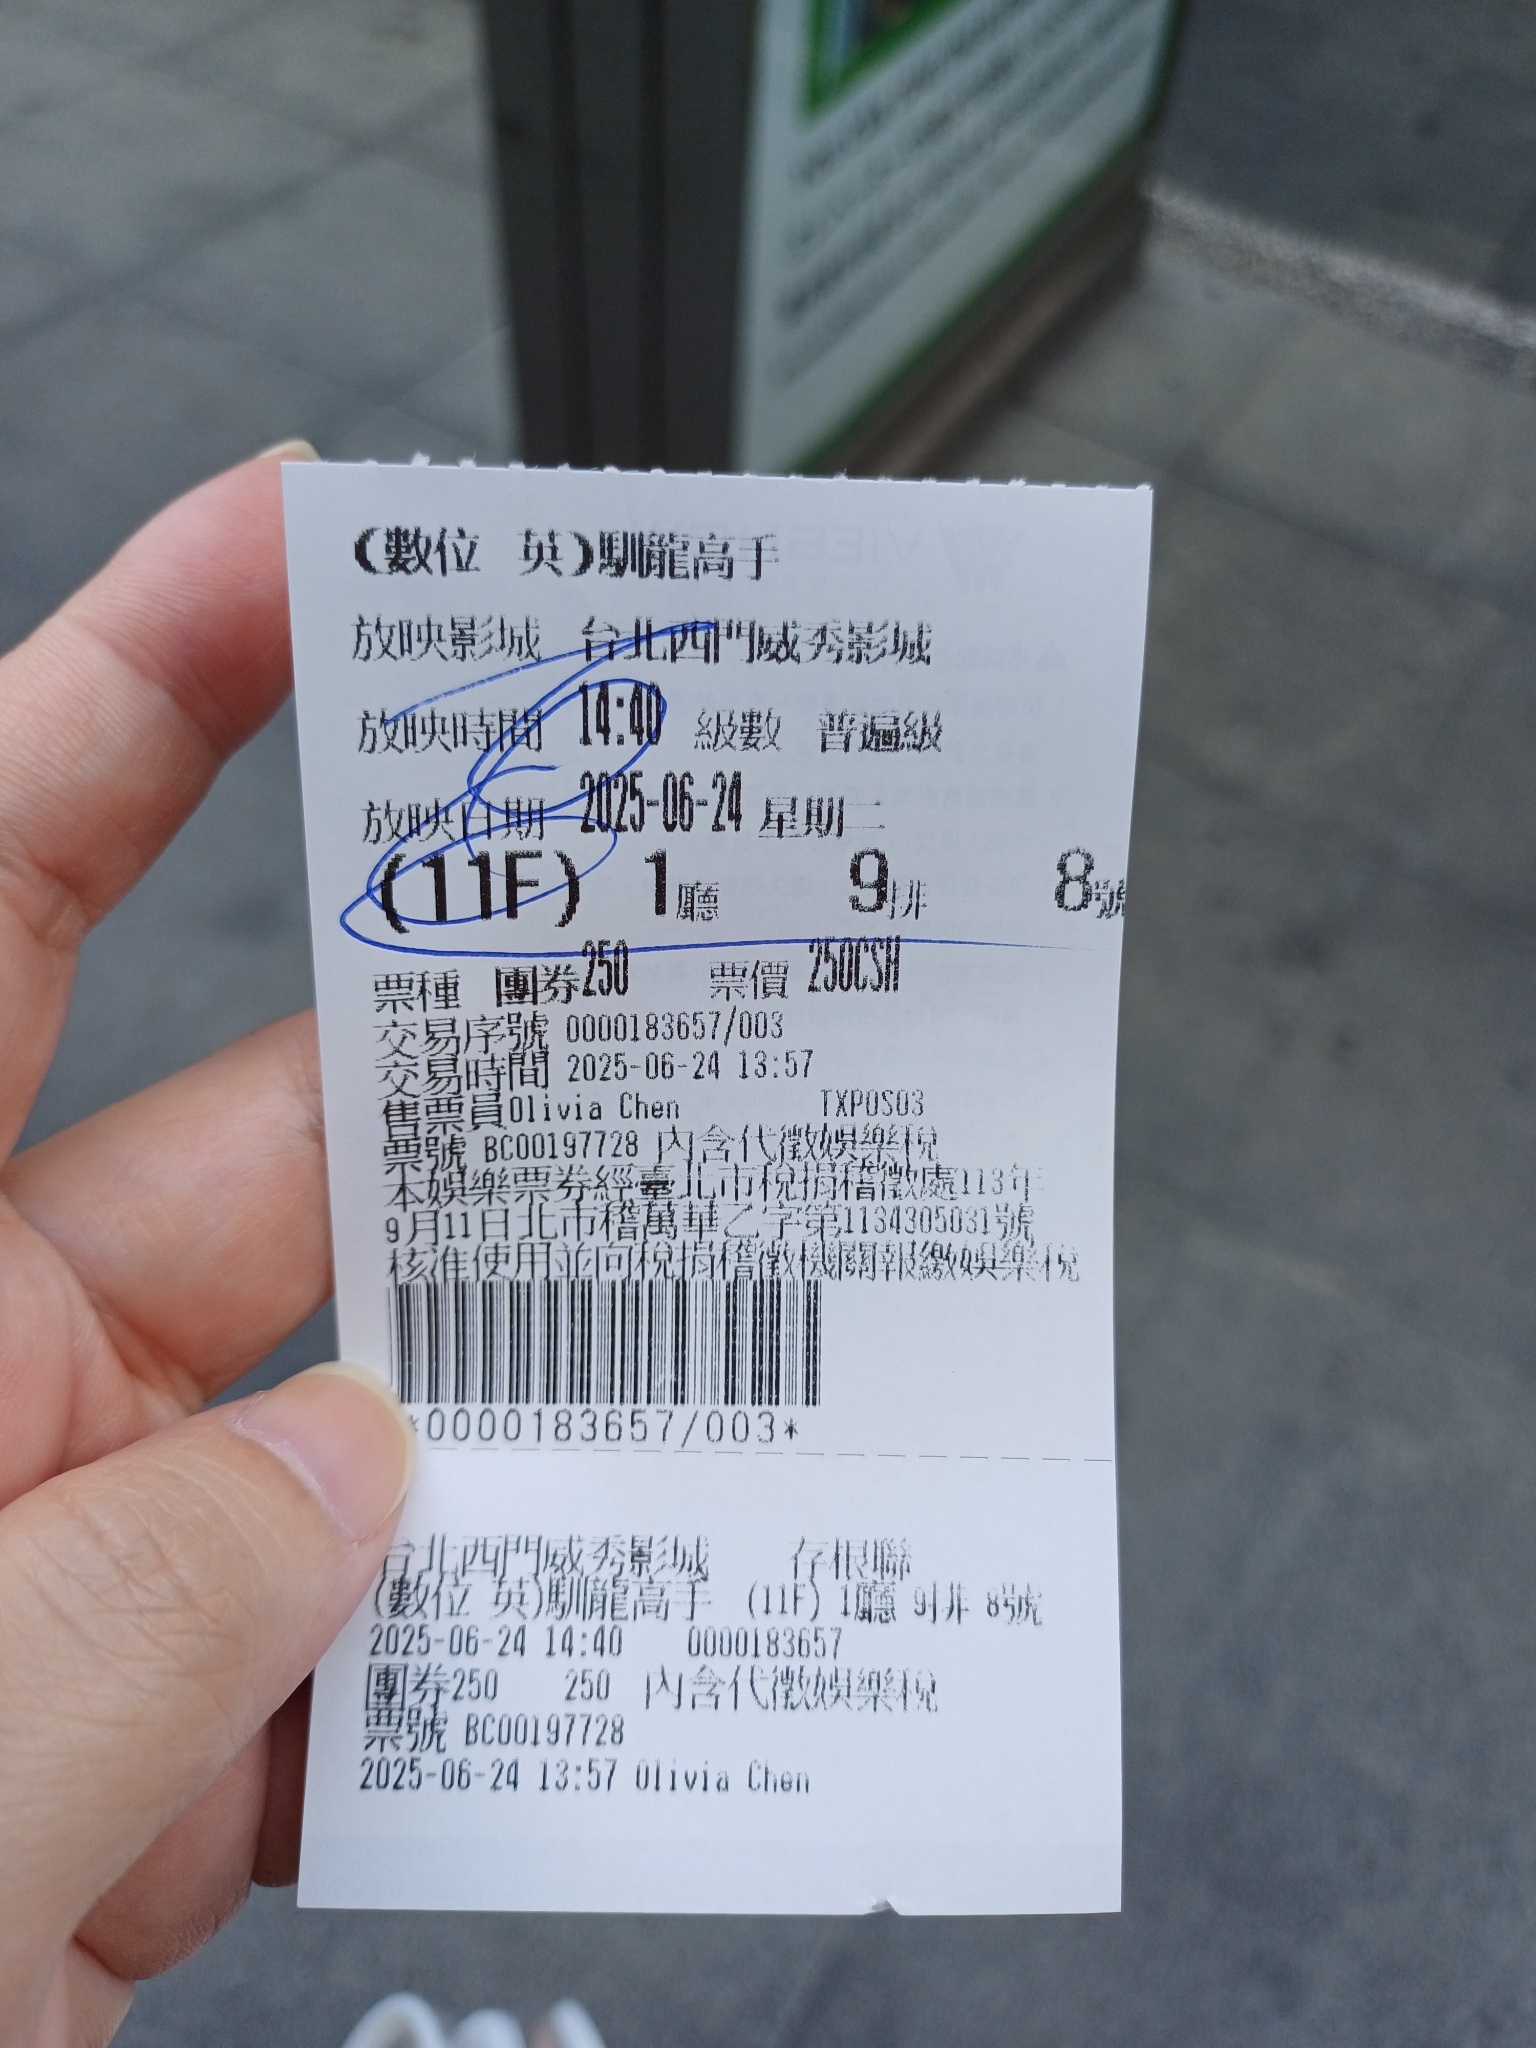 (數位 英)馴龍高手
放映影城 台北西門威秀影城
放映時間 14:40 級數 普遍級
放映日期 2025-06-24 星期二
(11F) 1廳 9排 8號
票種 團券250 票價 250CSH
交易序號 0000183657/003
交易時間 2025-06-24 13:57
售票員Olivia Chen TXPOS03
票號 BC00197728 內含代徵娛樂稅
本娛樂票券經臺北市稅捐稽徵處113年
9月11日北市稽萬華乙字第1134305031號
核准使用並向稅捐稽徵機關報繳娛樂稅
*0000183657/003*
台北西門威秀影城 存根聯
(數位 英)馴龍高手 (11F) 1廳 9排 8號
2025-06-24 14:40 0000183657
團券250 250 內含代徵娛樂稅
票號 BC00197728
2025-06-24 13:57 Olivia Chen